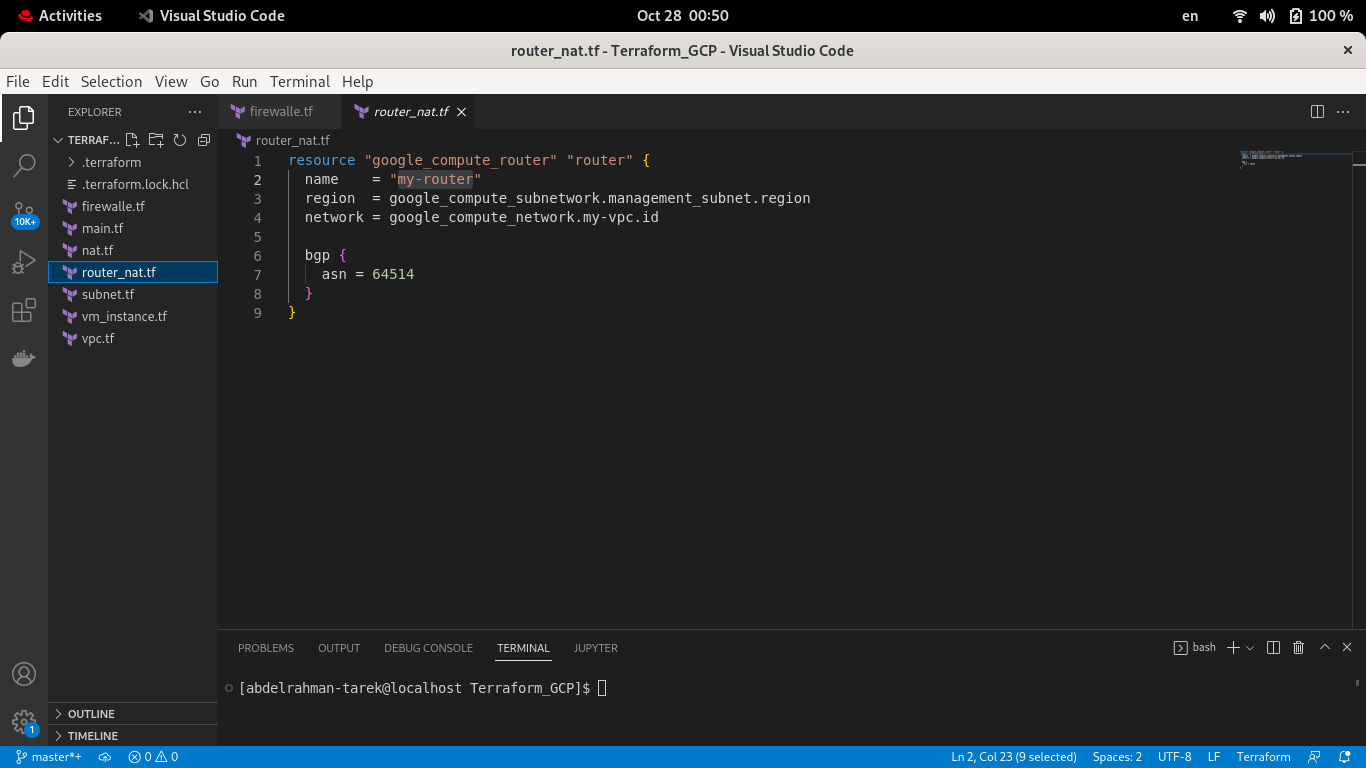 Activities Visual Studio Code Oct 28 00:50 en 100 %
router_nat.tf - Terraform_GCP - Visual Studio Code ×
File Edit Selection View Go Run Terminal Help
EXPLORER ···
firewalle.tf router_nat.tf
TERRAF...
.terraform
.terraform.lock.hcl
firewalle.tf
main.tf
nat.tf
router_nat.tf
subnet.tf
vm_instance.tf
vpc.tf
10K+
router_nat.tf
1 resource "google_compute_router" "router" {
2 name    = "my-router"
3 region  = google_compute_subnetwork.management_subnet.region
4 network = google_compute_network.my-vpc.id
5
6 bgp {
7 asn = 64514
8 }
9 }
PROBLEMS OUTPUT DEBUG CONSOLE TERMINAL JUPYTER bash
[abdelrahman-tarek@localhost Terraform_GCP]$
OUTLINE
TIMELINE
1
master*+ 0 0 Ln 2, Col 23 (9 selected) Spaces: 2 UTF-8 LF Terraform